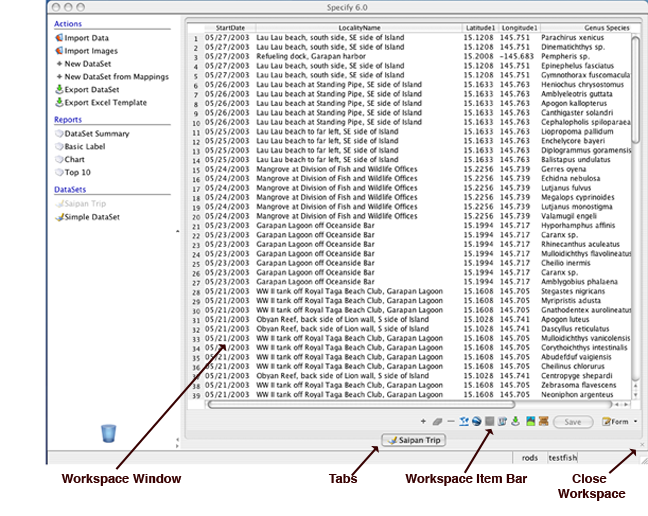 Specify 6.0
Actions
Import Data
Import Images
New DataSet
New DataSet from Mappings
Export DataSet
Export Excel Template
Reports
DataSet Summary
Basic Label
Chart
Top 10
DataSets
Saipan Trip
Simple DataSet
StartDate LocalityName Latitude1 Longitude1 Genus Species
1 05/27/2003 Lau Lau beach, south side, SE side of Island 15.1208 145.751 Parachirus xenicus
2 05/27/2003 Lau Lau beach, south side, SE side of Island 15.1208 145.751 Dinematichthys sp.
3 05/27/2003 Refueling dock, Garapan harbor 15.2008 -145.683 Pempheris sp.
4 05/27/2003 Lau Lau beach, south side, SE side of Island 15.1208 145.751 Epinephelus fasciatus
5 05/27/2003 Lau Lau beach, south side, SE side of Island 15.1208 145.751 Gymnothorax fuscomacula
6 05/26/2003 Lau Lau beach at Standing Pipe, SE side of Island 15.1633 145.763 Heniochus chrysostomus
7 05/26/2003 Lau Lau beach at Standing Pipe, SE side of Island 15.1633 145.763 Amblyeleotris guttata
8 05/26/2003 Lau Lau beach at Standing Pipe, SE side of Island 15.1633 145.763 Apogon kallopterus
9 05/26/2003 Lau Lau beach at Standing Pipe, SE side of Island 15.1633 145.763 Canthigaster solandri
10 05/26/2003 Lau Lau beach at Standing Pipe, SE side of Island 15.1633 145.763 Cephalopholis spiloparaea
11 05/25/2003 Lau Lau beach to far left, SE side of Island 15.1633 145.763 Lioproproma pallidum
12 05/25/2003 Lau Lau beach to far left, SE side of Island 15.1633 145.763 Enchelycore bayeri
13 05/25/2003 Lau Lau beach to far left, SE side of Island 15.1633 145.763 Diplogrammus goramensis
14 05/25/2003 Lau Lau beach to far left, SE side of Island 15.1633 145.763 Balistapus undulatus
15 05/24/2003 Mangrove at Division of Fish and Wildlife Offices 15.2256 145.739 Gerres oyena
16 05/24/2003 Mangrove at Division of Fish and Wildlife Offices 15.2256 145.739 Echidna nebulosa
17 05/24/2003 Mangrove at Division of Fish and Wildlife Offices 15.2256 145.739 Lutjanus fulvus
18 05/24/2003 Mangrove at Division of Fish and Wildlife Offices 15.2256 145.739 Megalops cyprinoides
19 05/24/2003 Mangrove at Division of Fish and Wildlife Offices 15.2256 145.739 Lutjanus monostigma
20 05/24/2003 Mangrove at Division of Fish and Wildlife Offices 15.2256 145.739 Valamugil engeli
21 05/23/2003 Garapan Lagoon off Oceanside Bar 15.1994 145.717 Hyporhamphus affinis
22 05/23/2003 Garapan Lagoon off Oceanside Bar 15.1994 145.717 Caranx sp.
23 05/23/2003 Garapan Lagoon off Oceanside Bar 15.1994 145.717 Rhinecanthus aculeatus
24 05/23/2003 Garapan Lagoon off Oceanside Bar 15.1994 145.717 Mulloidichthys flavolineatus
25 05/23/2003 Garapan Lagoon off Oceanside Bar 15.1994 145.717 Cheilio inermis
26 05/23/2003 Garapan Lagoon off Oceanside Bar 15.1994 145.717 Caranx sp.
27 05/23/2003 Garapan Lagoon off Oceanside Bar 15.1994 145.717 Amblygobius phalaena
28 05/21/2003 WW II tank off Royal Taga Beach Club, Garapan Lagoon 15.1608 145.705 Stegastes nigricans
29 05/21/2003 WW II tank off Royal Taga Beach Club, Garapan Lagoon 15.1608 145.705 Myripristis adusta
30 05/21/2003 WW II tank off Royal Taga Beach Club, Garapan Lagoon 15.1608 145.705 Gnathodentex aurolineatus
31 05/21/2003 Obyan Reef, back side of Lion wall, S side of Island 15.1028 145.741 Apogon luteus
32 05/21/2003 Obyan Reef, back side of Lion wall, S side of Island 15.1028 145.741 Dascyllus reticulatus
33 05/21/2003 WW II tank off Royal Taga Beach Club, Garapan Lagoon 15.1608 145.705 Mulloidichthys vanicolensis
34 05/21/2003 WW II tank off Royal Taga Beach Club, Garapan Lagoon 15.1608 145.705 Corythoichthys intestinalis
35 05/21/2003 WW II tank off Royal Taga Beach Club, Garapan Lagoon 15.1608 145.705 Abudefduf vaigiensis
36 05/21/2003 WW II tank off Royal Taga Beach Club, Garapan Lagoon 15.1608 145.705 Cheilinus chlorurus
37 05/21/2003 Obyan Reef, back side of Lion wall, S side of Island 15.1028 145.741 Centropyge shepardi
38 05/21/2003 WW II tank off Royal Taga Beach Club, Garapan Lagoon 15.1608 145.705 Zebrasoma flavescens
39 05/21/2003 WW II tank off Royal Taga Beach Club, Garapan Lagoon 15.1608 145.705 Neoniphon argenteus
Save
Form
Saipan Trip
rods testfish
Workspace Window
Tabs
Workspace Item Bar
Close Workspace